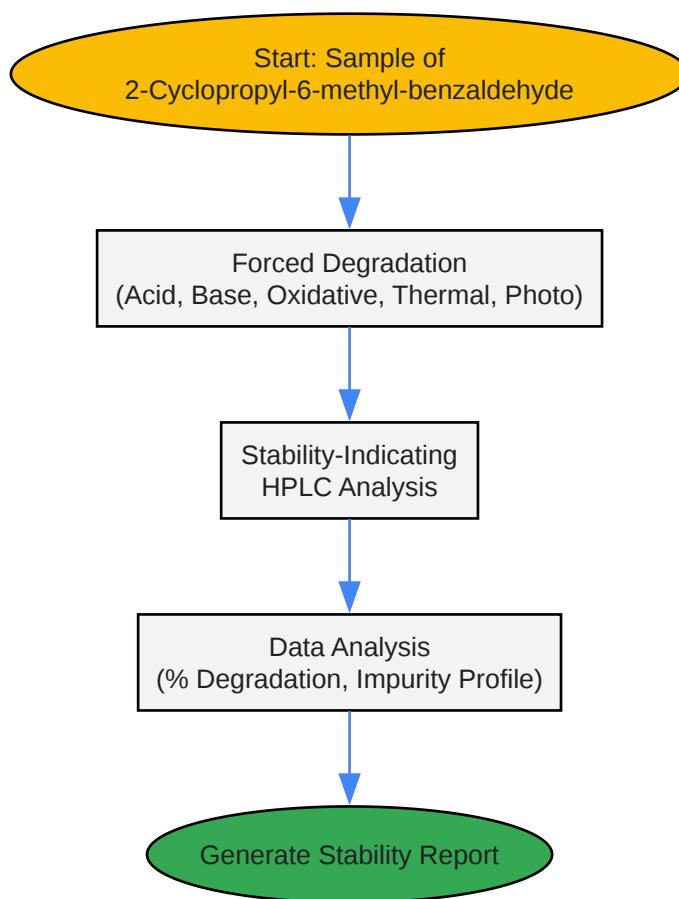 Start: Sample of
2-Cyclopropyl-6-methyl-benzaldehyde
Forced Degradation
(Acid, Base, Oxidative, Thermal, Photo)
Stability-Indicating
HPLC Analysis
Data Analysis
(% Degradation, Impurity Profile)
Generate Stability Report